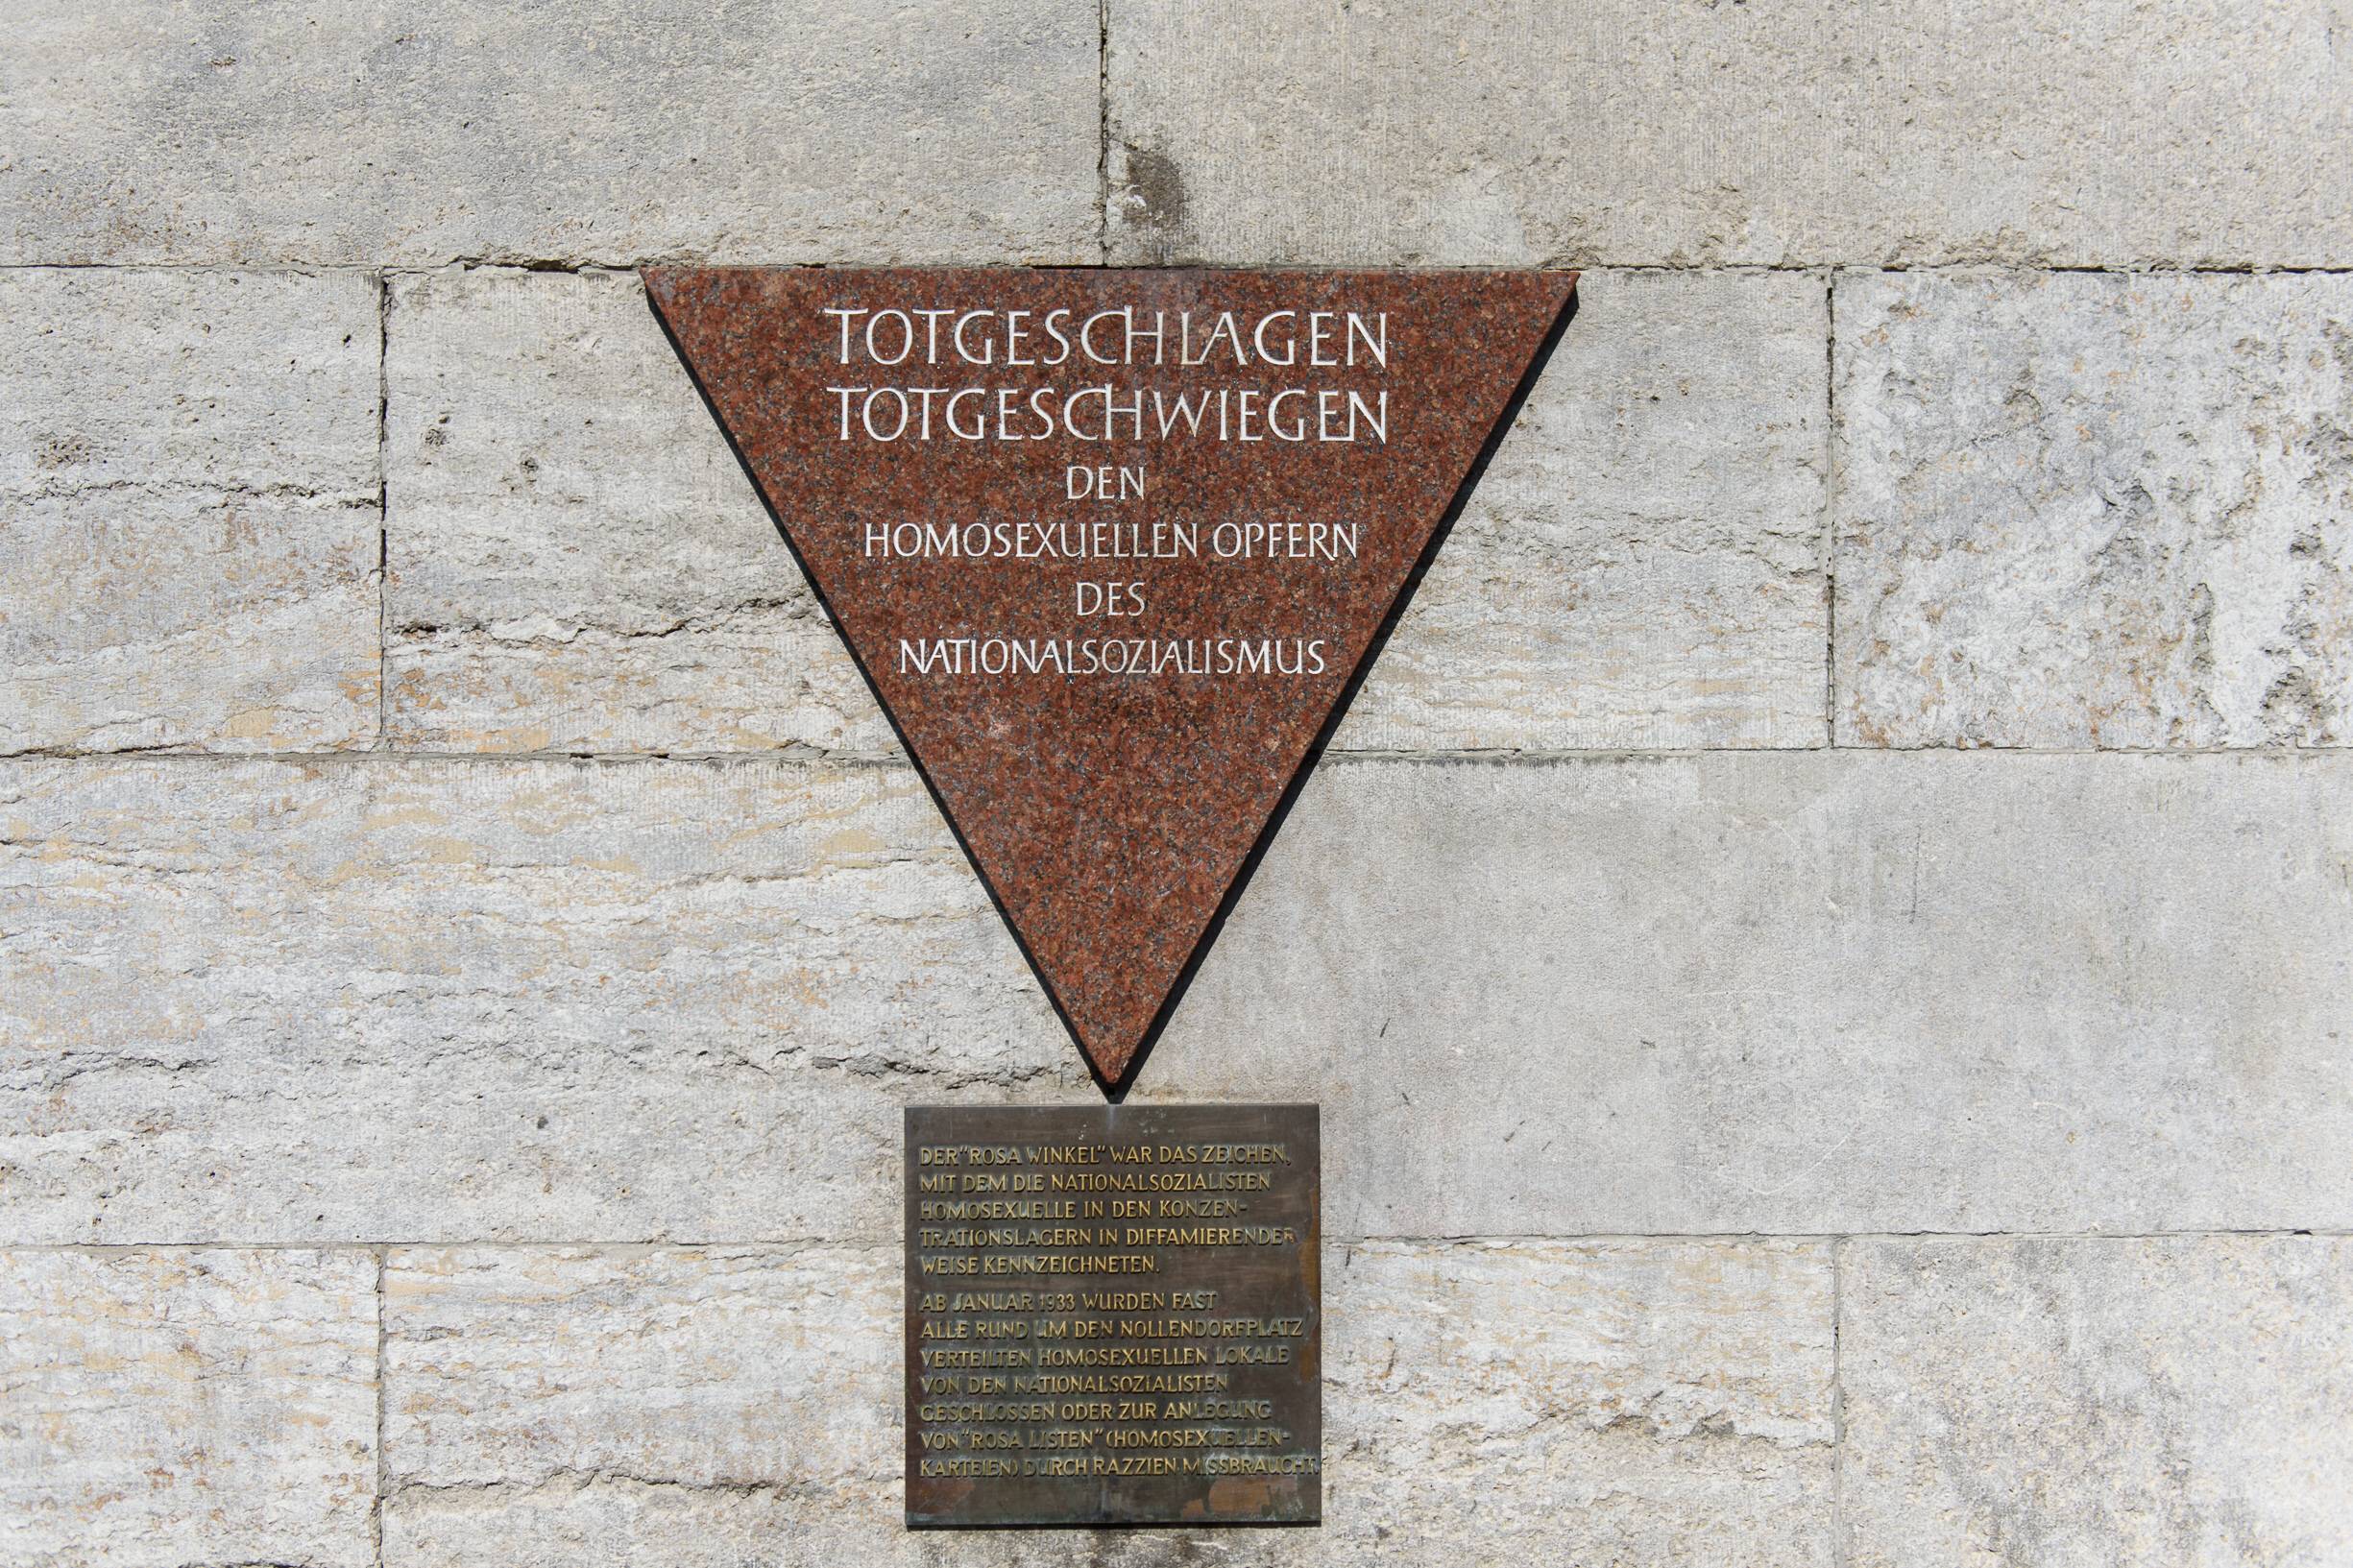 TOTGESCHLAGEN
TOTGESCHWIEGEN
DEN
HOMOSEXUELLEN OPFERN
DES
NATIONALSOZIALISMUS
DER "ROSA WINKEL" WAR DAS ZEICHEN,
MIT DEM DIE NATIONALSOZIALISTEN
HOMOSEXUELLE IN DEN KONZEN-
TRATIONSLAGERN IN DIFFAMIERENDER
WEISE KENNZEICHNETEN.
AB JANUAR 1933 WURDEN FAST
ALLE RUND UM DEN NOLLENDORFPLATZ
VERTEILTEN HOMOSEXUELLEN LOKALE
VON DEN NATIONALSOZIALISTEN
GESCHLOSSEN ODER ZUR ANLEGUNG
VON "ROSA LISTEN" (HOMOSEXUELLEN-
KARTEIEN) DURCH RAZZIEN MISSBRAUCHT.